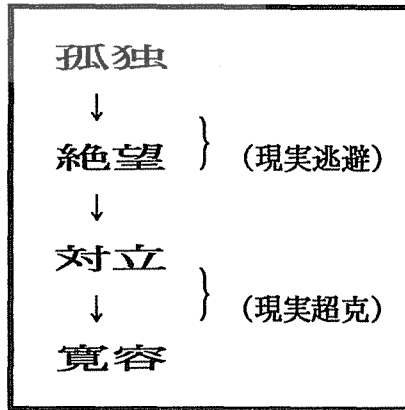 孤独
↓
絶望 } (現実逃避)
↓
対立
↓ } (現実超克)
寛容